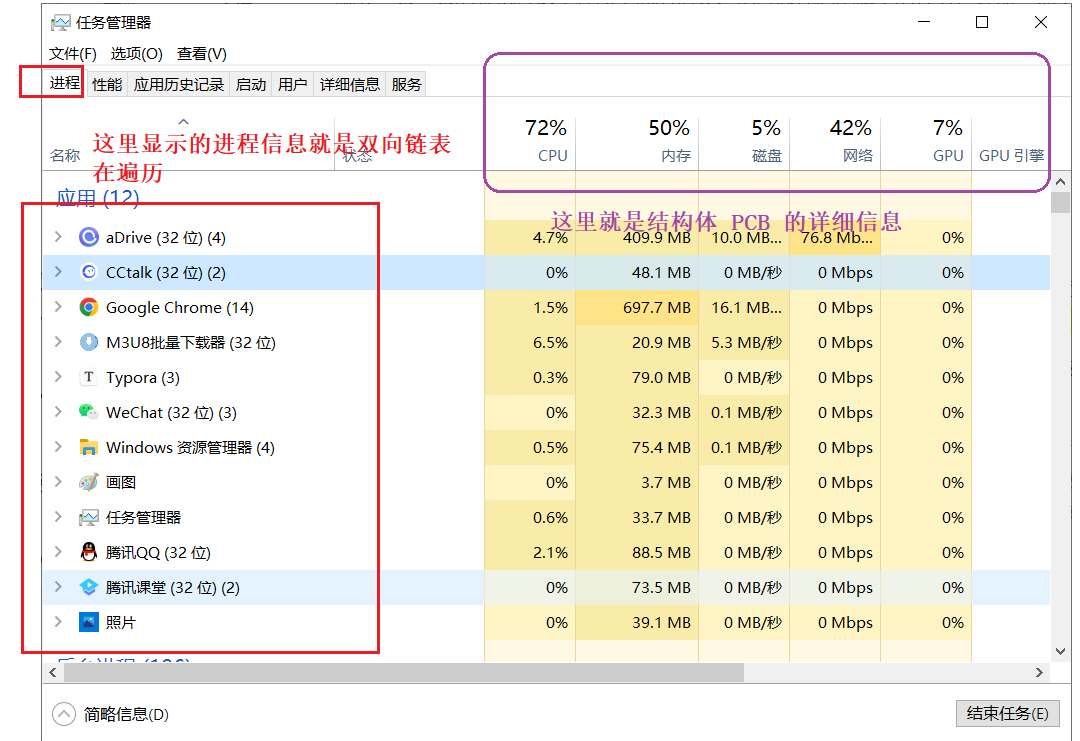 任务管理器
文件(F) 选项(O) 查看(V)
进程 性能 应用历史记录 启动 用户 详细信息 服务
72% 50% 5% 42% 7%
名称 状态 CPU 内存 磁盘 网络 GPU GPU 引擎
这里显示的进程信息就是双向链表
在遍历
应用 (12)
这里就是结构体 PCB 的详细信息
aDrive (32 位) (4) 4.7% 409.9 MB 10.0 MB... 76.8 Mb... 0%
CCtalk (32 位) (2) 0% 48.1 MB 0 MB/秒 0 Mbps 0%
Google Chrome (14) 1.5% 697.7 MB 16.1 MB... 0 Mbps 0%
M3U8批量下载器 (32 位) 6.5% 20.9 MB 5.3 MB/秒 0 Mbps 0%
Typora (3) 0.3% 79.0 MB 0 MB/秒 0 Mbps 0%
WeChat (32 位) (3) 0% 32.3 MB 0.1 MB/秒 0 Mbps 0%
Windows 资源管理器 (4) 0.5% 75.4 MB 0.1 MB/秒 0 Mbps 0%
画图 0% 3.7 MB 0 MB/秒 0 Mbps 0%
任务管理器 0.6% 33.7 MB 0 MB/秒 0 Mbps 0%
腾讯QQ (32 位) 2.1% 88.5 MB 0 MB/秒 0 Mbps 0%
腾讯课堂 (32 位) (2) 0% 73.5 MB 0 MB/秒 0 Mbps 0%
照片 0% 39.1 MB 0 MB/秒 0 Mbps 0%
简略信息(D) 结束任务(E)